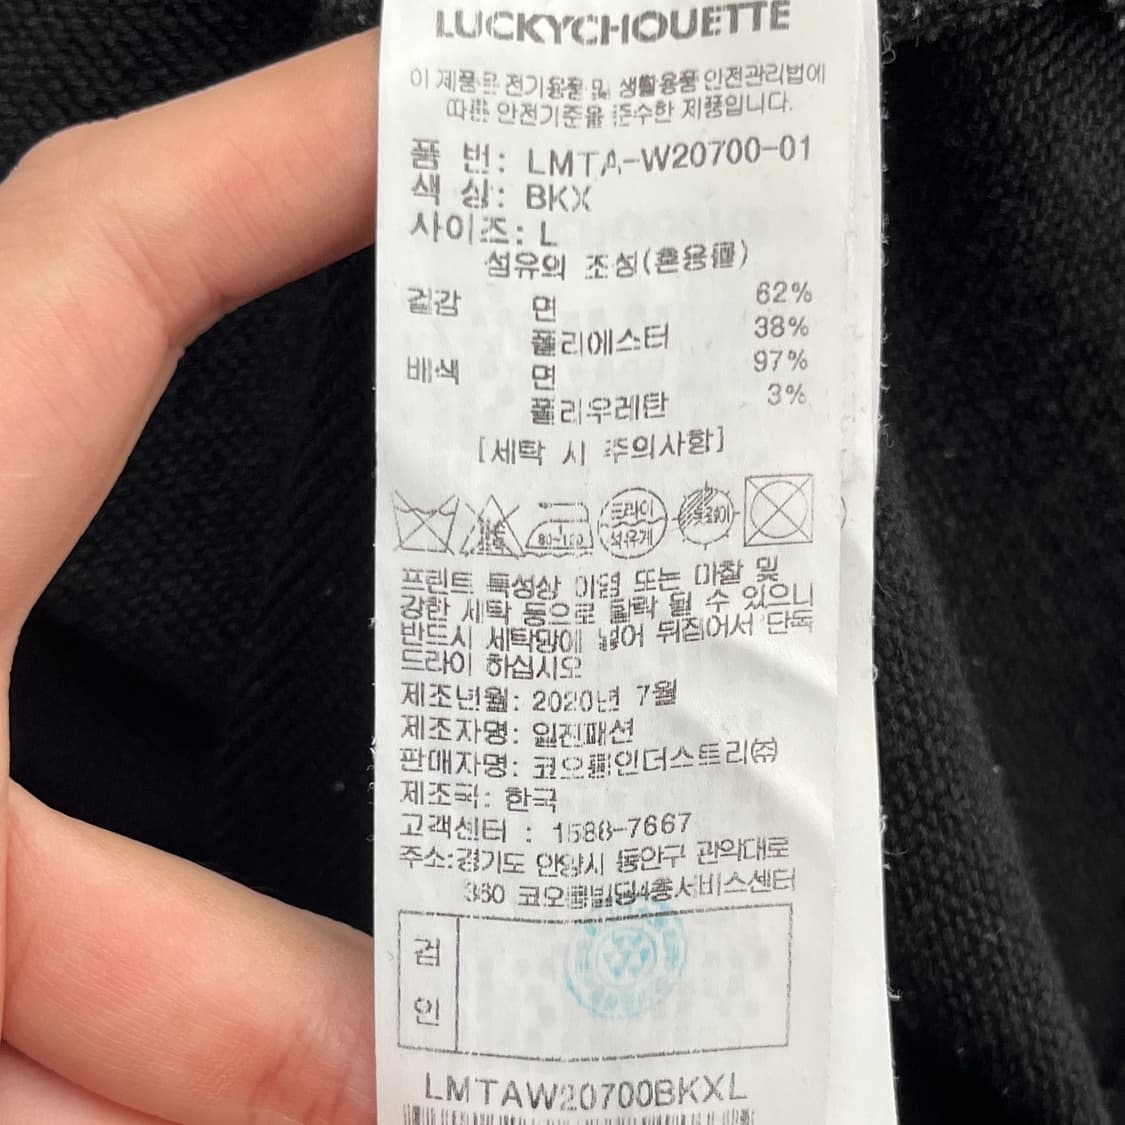 LUCKYCHOUETTE
이 제품은 전기용품 및 생활용품 안전관리법에
따른 안전기준을 준수한 제품입니다.
품 번: LMTA-W20700-01
색 상: BKX
사이즈: L
섬유의 조성(혼용률)
겉감 면 62%
폴리에스터 38%
배색 면 97%
폴리우레탄 3%
[세탁 시 주의사항]
80~120 드라이 석유계
프린트 특성상 이염 또는 마찰 및
강한 세탁 등으로 탈락 될 수 있으니
반드시 세탁망에 넣어 뒤집어서 단독
드라이 하십시오
제조년월: 2020년 7월
제조자명: 일진패션
판매자명: 코오롱인더스트리㈜
제조국: 한국
고객센터 : 1588-7667
주소:경기도 안양시 동안구 관악대로
360 코오롱빌딩4층서비스센터
검
인
LMTAW20700BKXL